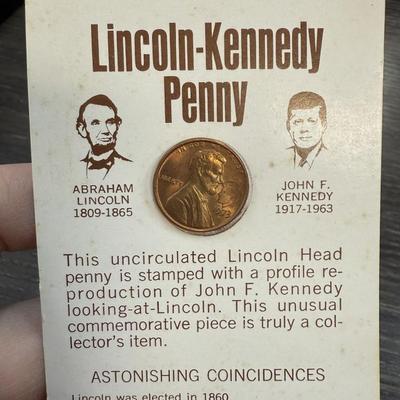 Lincoln-Kennedy
Penny
ABRAHAM
LINCOLN
1809-1865
JOHN F.
KENNEDY
1917-1963
This uncirculated Lincoln Head
penny is stamped with a profile re-
production of John F. Kennedy
looking-at-Lincoln. This unusual
commemorative piece is truly a col-
lector's item.
ASTONISHING COINCIDENCES
Lincoln was elected in 1860